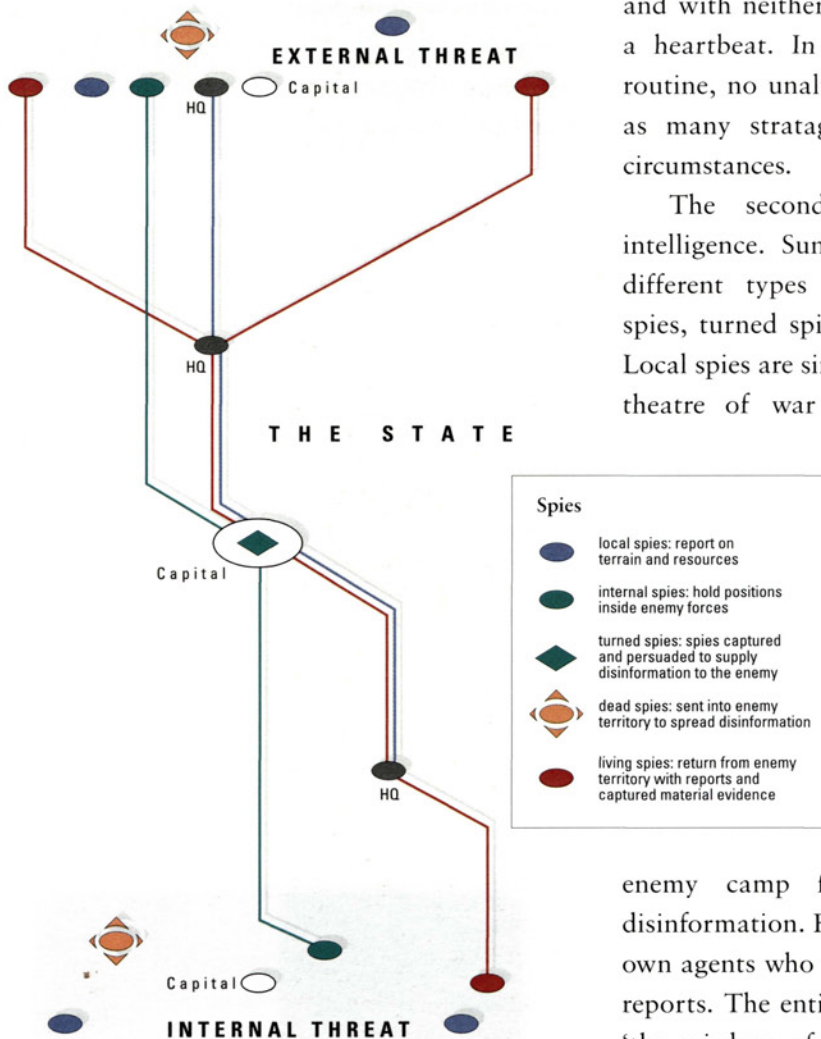 EXTERNAL THREAT
HQ
Capital
HQ
THE STATE
Capital
HQ
Capital
INTERNAL THREAT
and with neither
a heartbeat. In
routine, no unal
as many stratag
circumstances.
The second
intelligence. Sun
different types
spies, turned spi
Local spies are si
theatre of war
Spies
local spies: report on
terrain and resources
internal spies: hold positions
inside enemy forces
turned spies: spies captured
and persuaded to supply
disinformation to the enemy
dead spies: sent into enemy
territory to spread disinformation
living spies: return from enemy
territory with reports and
captured material evidence
enemy camp f
disinformation. H
own agents who
reports. The enti